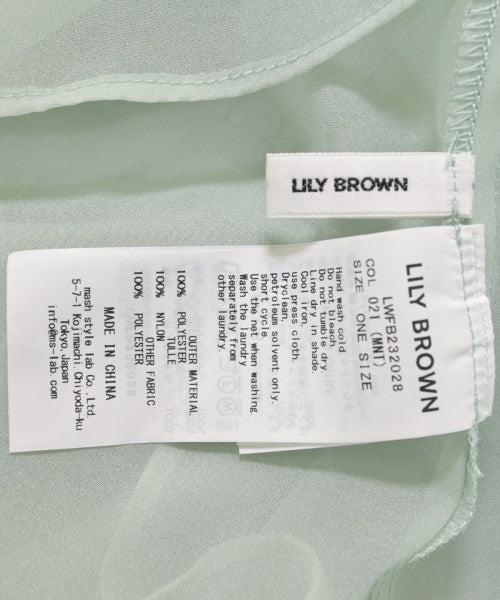 LILY BROWN
LILY BROWN
LWFB232028
COL 021 (MNT)
SIZE ONE SIZE
Hand wash cold.
Do not bleach.
Do not tumble dry.
Line dry in shade.
Cool iron.
use press cloth.
Dryclean.
petroleum solvent only.
short cycle
Use the net when washing.
Wash the laundry
separately from
other laundry.
OUTER MATERIAL
100% POLYESTER
TULLE
100% NYLON
OTHER FABRIC
100% POLYESTER
MADE IN CHINA
mash style lab Co.,Ltd.
5-7-1 Kojimachi Chiyoda-ku
Tokyo Japan
info@ms-lab.com